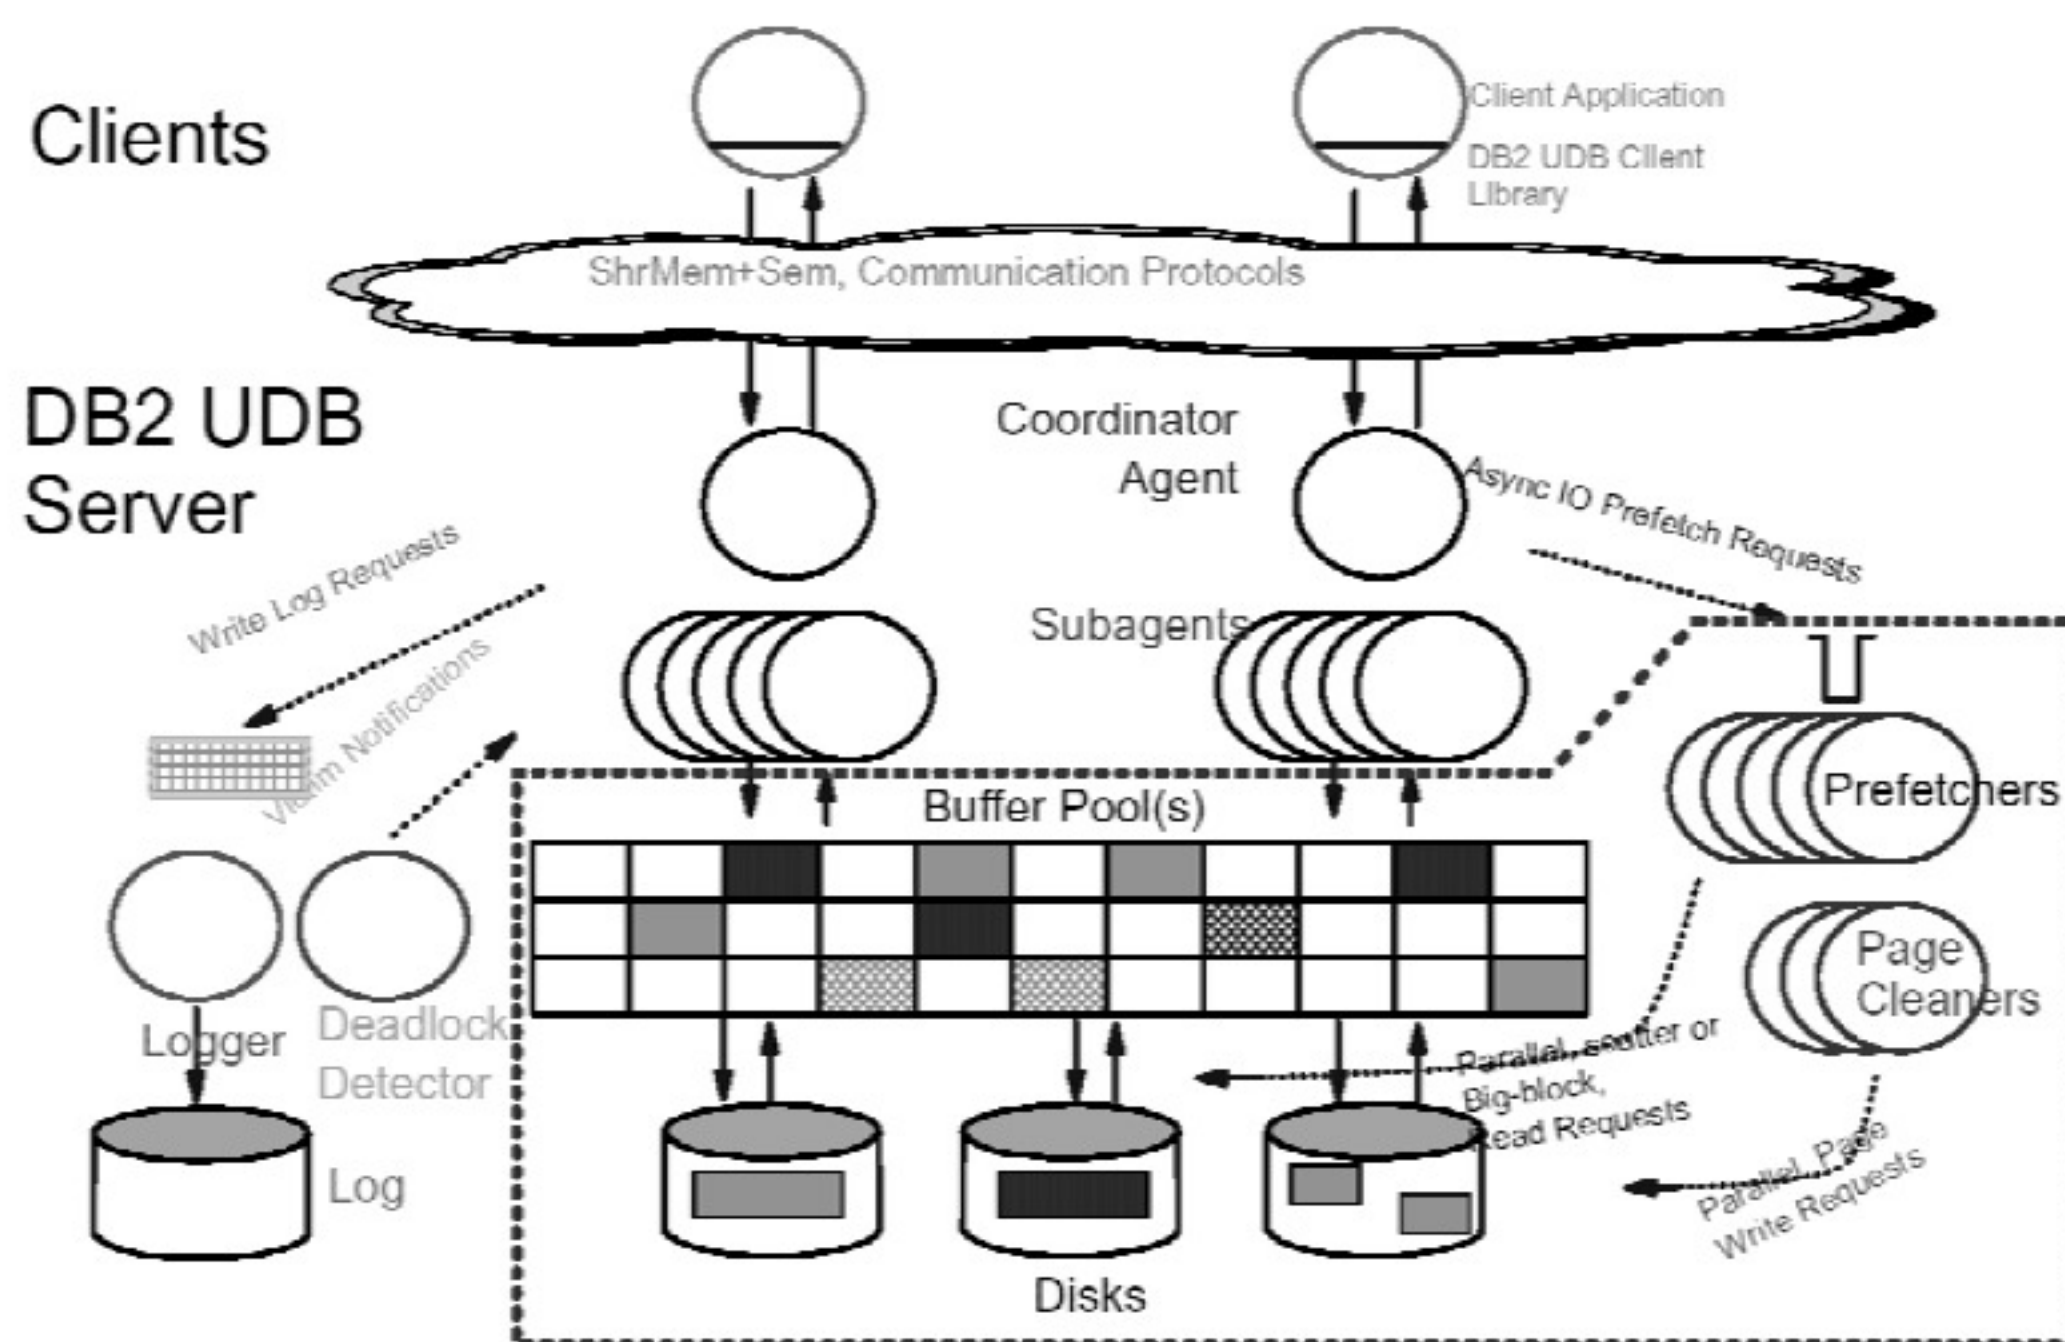 Clients
Client Application
DB2 UDB Client
Library
ShrMem+Sem, Communication Protocols
DB2 UDB
Server
Coordinator
Agent
Async IO Prefetch Requests
Write Log Requests
Subagents
Victim Notifications
Buffer Pool(s)
Prefetchers
Page
Cleaners
Logger
Deadlock
Detector
Parallel, scatter or
Big-block,
Read Requests
Parallel, Page
Write Requests
Log
Disks